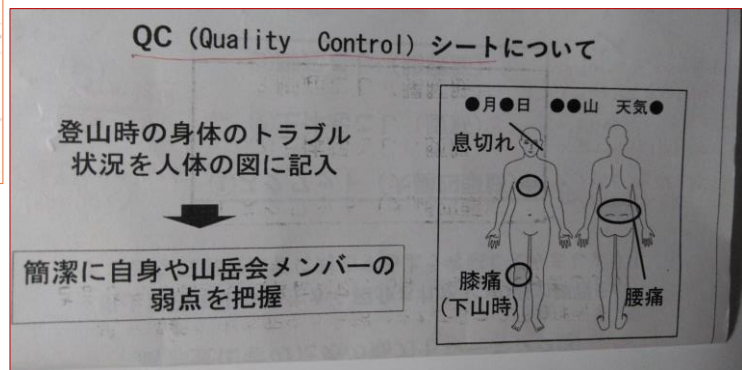 QC (Quality Control) シートについて
登山時の身体のトラブル
状況を人体の図に記入
簡潔に自身や山岳会メンバーの
弱点を把握
●月●日 ●●山 天気●
息切れ
膝痛
(下山時)
腰痛